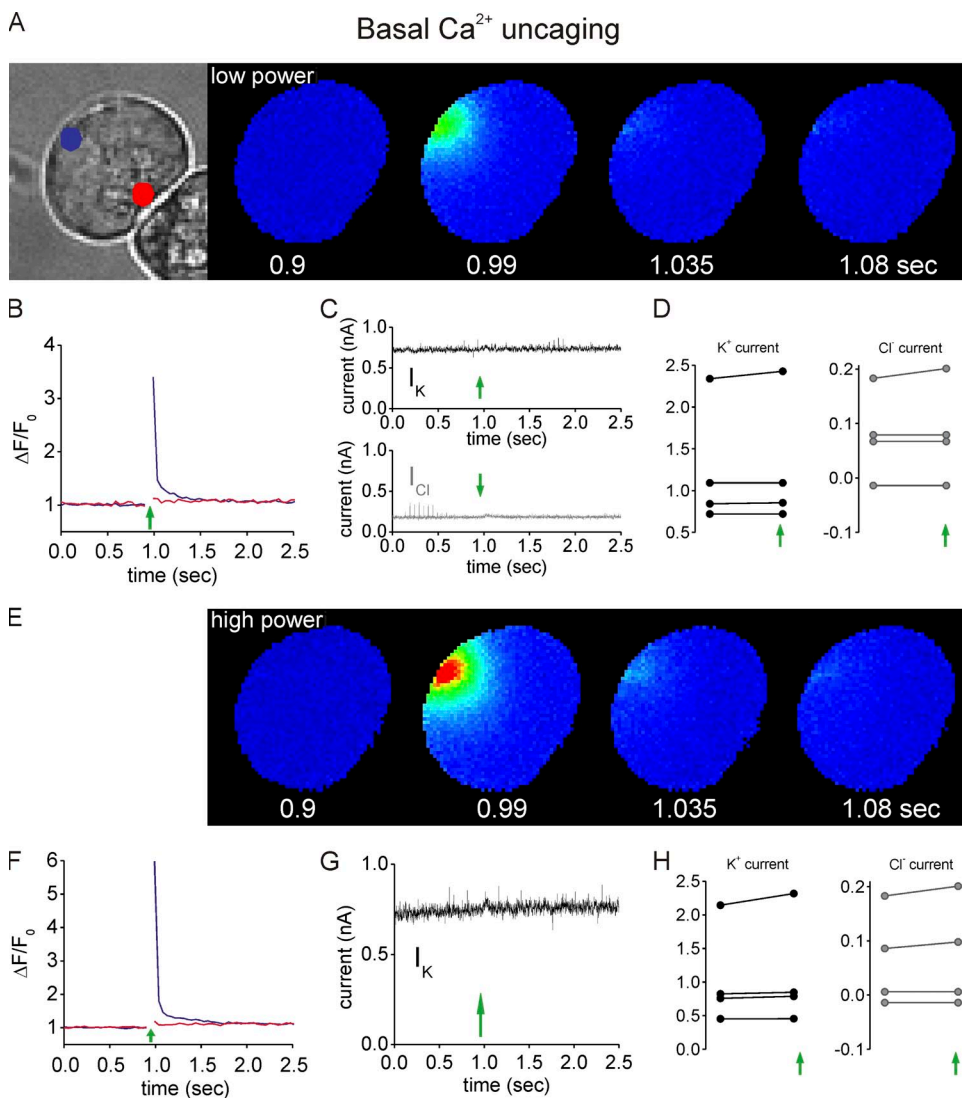 A
Basal Ca²⁺ uncaging
low power
0.9 0.99 1.035 1.08 sec
B
4
3
2
1
ΔF/F₀
0.0 0.5 1.0 1.5 2.0 2.5
time (sec)
C
1.0
0.5
0.0
current (nA)
I_K
0.0 0.5 1.0 1.5 2.0 2.5
time (sec)
1.0
0.5
0.0
current (nA)
I_Cl
0.0 0.5 1.0 1.5 2.0 2.5
time (sec)
D
K⁺ current
2.5
2.0
1.5
1.0
0.5
Cl⁻ current
0.2
0.1
0.0
-0.1
E
high power
0.9 0.99 1.035 1.08 sec
F
6
5
4
3
2
1
ΔF/F₀
0.0 0.5 1.0 1.5 2.0 2.5
time (sec)
G
1.0
0.5
0.0
current (nA)
I_K
0.0 0.5 1.0 1.5 2.0 2.5
time (sec)
H
K⁺ current
2.5
2.0
1.5
1.0
0.5
0.0
Cl⁻ current
0.2
0.1
0.0
-0.1